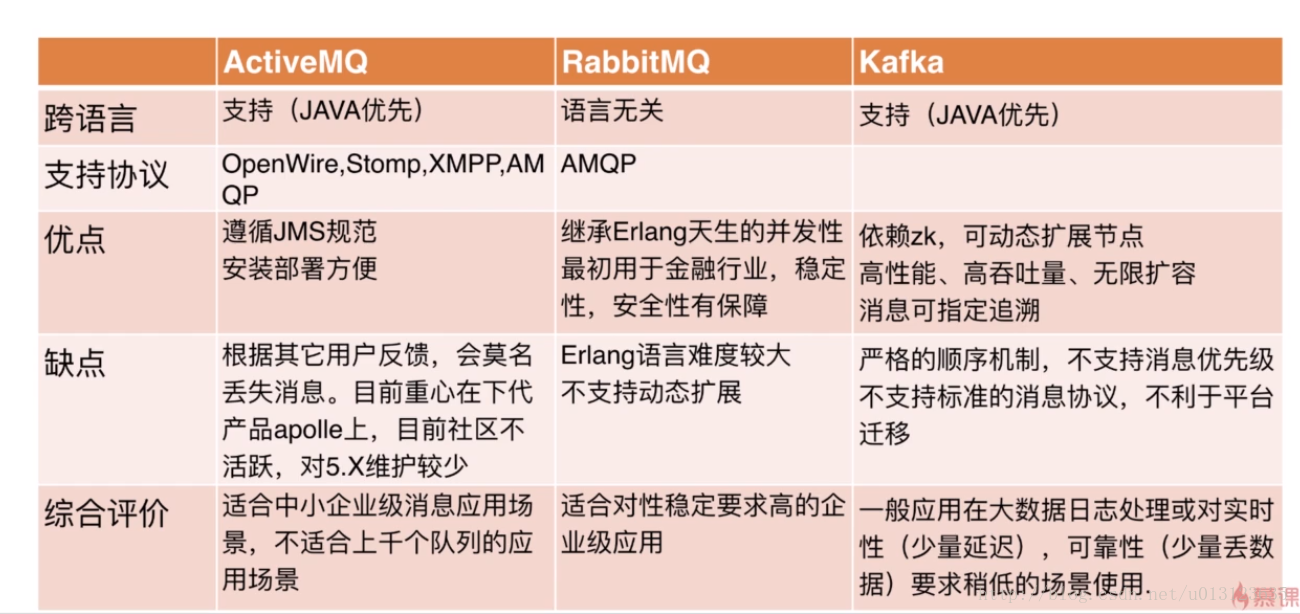 ActiveMQ
RabbitMQ
Kafka
跨语言
支持（JAVA优先）
语言无关
支持（JAVA优先）
支持协议
OpenWire,Stomp,XMPP,AM
QP
AMQP
优点
遵循JMS规范
安装部署方便
继承Erlang天生的并发性
最初用于金融行业，稳定
性，安全性有保障
依赖zk，可动态扩展节点
高性能、高吞吐量、无限扩容
消息可指定追溯
缺点
根据其它用户反馈，会莫名
丢失消息。目前重心在下代
产品apolle上，目前社区不
活跃，对5.X维护较少
Erlang语言难度较大
不支持动态扩展
严格的顺序机制，不支持消息优先级
不支持标准的消息协议，不利于平台
迁移
综合评价
适合中小企业级消息应用场
景，不适合上千个队列的应
用场景
适合对性稳定要求高的企
业级应用
一般应用在大数据日志处理或对实时
性（少量延迟），可靠性（少量丢数
据）要求稍低的场景使用.
慕课